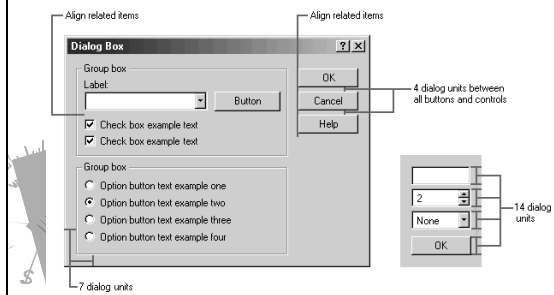 Align related items
Align related items
Dialog Box
Group box
Label:
Button
Check box example text
Check box example text
Group box
Option button text example one
Option button text example two
Option button text example three
Option button text example four
OK
Cancel
Help
4 dialog units between
all buttons and controls
2
None
OK
14 dialog
units
7 dialog units
$